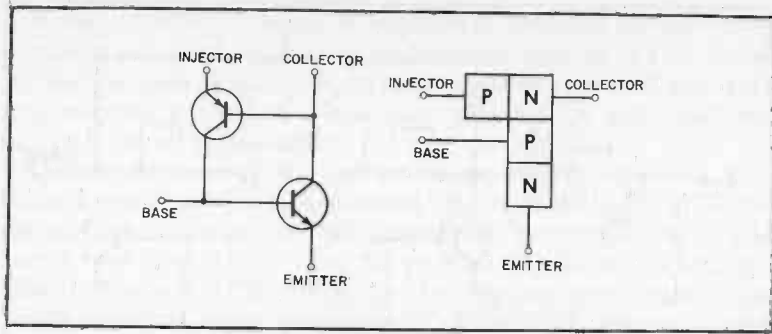 INJECTOR COLLECTOR
BASE
EMITTER
INJECTOR P N COLLECTOR
BASE P
N
EMITTER